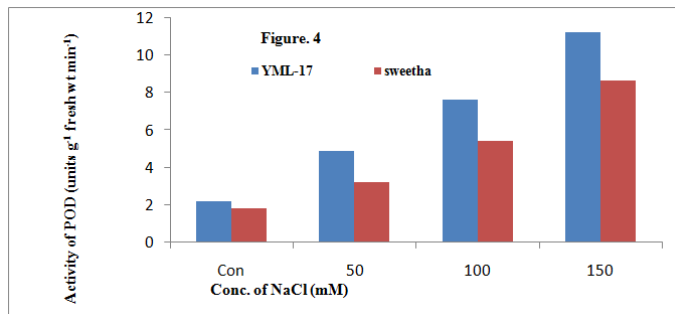 Figure. 4
YML-17 sweetha
Activity of POD (units g⁻¹ fresh wt min⁻¹)
12
10
8
6
4
2
0
Con 50 100 150
Conc. of NaCl (mM)